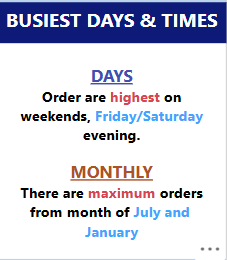 BUSIEST DAYS & TIMES
DAYS
Order are highest on
weekends, Friday/Saturday
evening.
MONTHLY
There are maximum orders
from month of July and
January